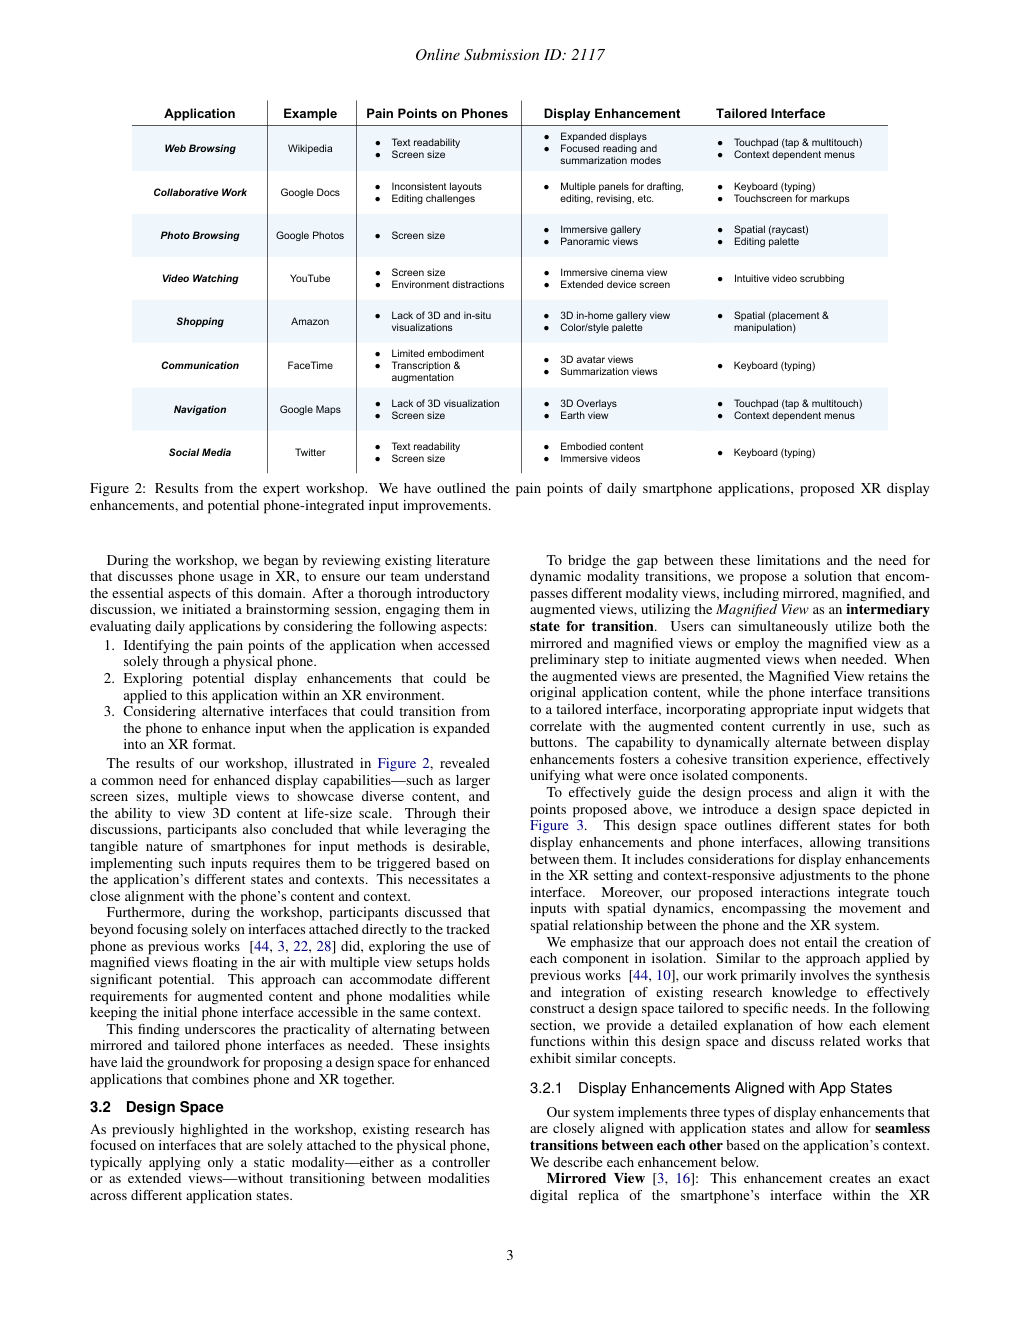 Online Submission ID: 2117
Application Example Pain Points on Phones Display Enhancement Tailored Interface
Web Browsing
Wikipedia
● Text readability
● Screen size
● Expanded displays
● Focused reading and
summarization modes
● Touchpad (tap & multitouch)
● Context dependent menus
Collaborative Work
Google Docs
● Inconsistent layouts
● Editing challenges
● Multiple panels for drafting,
editing, revising, etc.
● Keyboard (typing)
● Touchscreen for markups
Photo Browsing
Google Photos
● Screen size
● Immersive gallery
● Panoramic views
● Spatial (raycast)
● Editing palette
Video Watching
YouTube
● Screen size
● Environment distractions
● Immersive cinema view
● Extended device screen
● Intuitive video scrubbing
Shopping
Amazon
● Lack of 3D and in-situ
visualizations
● 3D in-home gallery view
● Color/style palette
● Spatial (placement &
manipulation)
Communication
FaceTime
● Limited embodiment
● Transcription &
augmentation
● 3D avatar views
● Summarization views
● Keyboard (typing)
Navigation
Google Maps
● Lack of 3D visualization
● Screen size
● 3D Overlays
● Earth view
● Touchpad (tap & multitouch)
● Context dependent menus
Social Media
Twitter
● Text readability
● Screen size
● Embodied content
● Immersive videos
● Keyboard (typing)
Figure 2: Results from the expert workshop. We have outlined the pain points of daily smartphone applications, proposed XR display
enhancements, and potential phone-integrated input improvements.
During the workshop, we began by reviewing existing literature
that discusses phone usage in XR, to ensure our team understand
the essential aspects of this domain. After a thorough introductory
discussion, we initiated a brainstorming session, engaging them in
evaluating daily applications by considering the following aspects:
1. Identifying the pain points of the application when accessed
solely through a physical phone.
2. Exploring potential display enhancements that could be
applied to this application within an XR environment.
3. Considering alternative interfaces that could transition from
the phone to enhance input when the application is expanded
into an XR format.
The results of our workshop, illustrated in Figure 2, revealed
a common need for enhanced display capabilities—such as larger
screen sizes, multiple views to showcase diverse content, and
the ability to view 3D content at life-size scale. Through their
discussions, participants also concluded that while leveraging the
tangible nature of smartphones for input methods is desirable,
implementing such inputs requires them to be triggered based on
the application's different states and contexts. This necessitates a
close alignment with the phone's content and context.
Furthermore, during the workshop, participants discussed that
beyond focusing solely on interfaces attached directly to the tracked
phone as previous works [44, 3, 22, 28] did, exploring the use of
magnified views floating in the air with multiple view setups holds
significant potential. This approach can accommodate different
requirements for augmented content and phone modalities while
keeping the initial phone interface accessible in the same context.
This finding underscores the practicality of alternating between
mirrored and tailored phone interfaces as needed. These insights
have laid the groundwork for proposing a design space for enhanced
applications that combines phone and XR together.
3.2 Design Space
As previously highlighted in the workshop, existing research has
focused on interfaces that are solely attached to the physical phone,
typically applying only a static modality—either as a controller
or as extended views—without transitioning between modalities
across different application states.
To bridge the gap between these limitations and the need for
dynamic modality transitions, we propose a solution that encom-
passes different modality views, including mirrored, magnified, and
augmented views, utilizing the Magnified View as an intermediary
state for transition. Users can simultaneously utilize both the
mirrored and magnified views or employ the magnified view as a
preliminary step to initiate augmented views when needed. When
the augmented views are presented, the Magnified View retains the
original application content, while the phone interface transitions
to a tailored interface, incorporating appropriate input widgets that
correlate with the augmented content currently in use, such as
buttons. The capability to dynamically alternate between display
enhancements fosters a cohesive transition experience, effectively
unifying what were once isolated components.
To effectively guide the design process and align it with the
points proposed above, we introduce a design space depicted in
Figure 3. This design space outlines different states for both
display enhancements and phone interfaces, allowing transitions
between them. It includes considerations for display enhancements
in the XR setting and context-responsive adjustments to the phone
interface. Moreover, our proposed interactions integrate touch
inputs with spatial dynamics, encompassing the movement and
spatial relationship between the phone and the XR system.
We emphasize that our approach does not entail the creation of
each component in isolation. Similar to the approach applied by
previous works [44, 10], our work primarily involves the synthesis
and integration of existing research knowledge to effectively
construct a design space tailored to specific needs. In the following
section, we provide a detailed explanation of how each element
functions within this design space and discuss related works that
exhibit similar concepts.
3.2.1 Display Enhancements Aligned with App States
Our system implements three types of display enhancements that
are closely aligned with application states and allow for seamless
transitions between each other based on the application's context.
We describe each enhancement below.
Mirrored View [3, 16]: This enhancement creates an exact
digital replica of the smartphone's interface within the XR
3